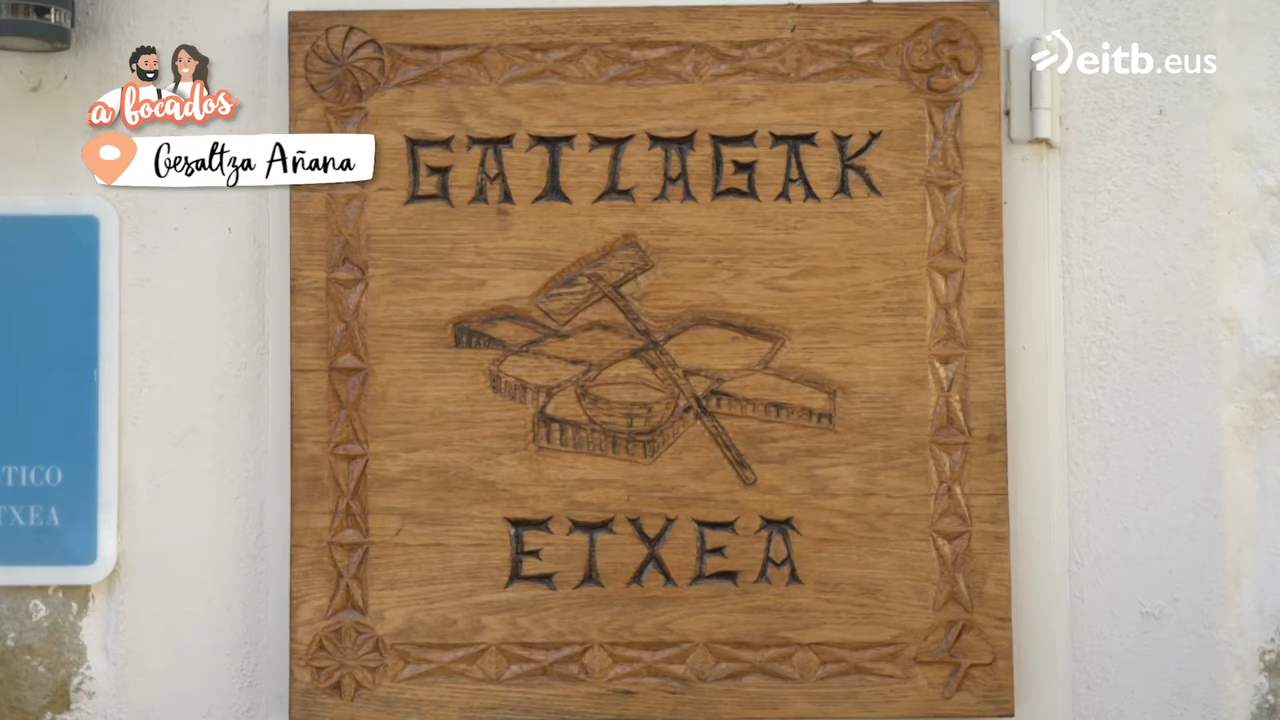 a bocados
eitb.eus
Gesaltza Añana
GATZAGAK
ETXEA
TICO
TXEA